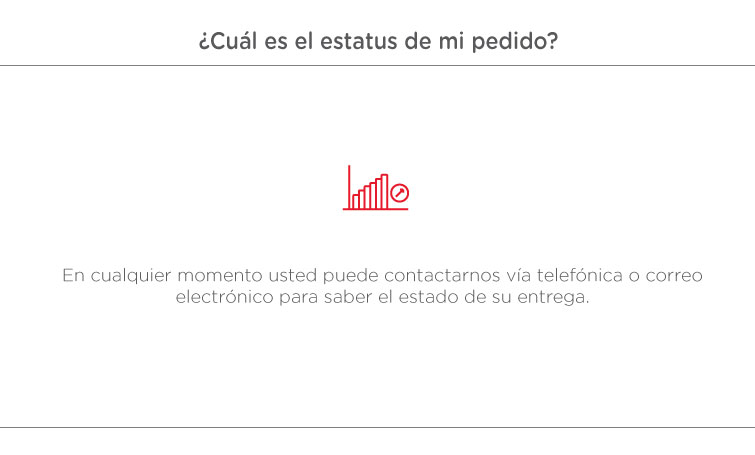 ¿Cuál es el estatus de mi pedido?
En cualquier momento usted puede contactarnos vía telefónica o correo
electrónico para saber el estado de su entrega.